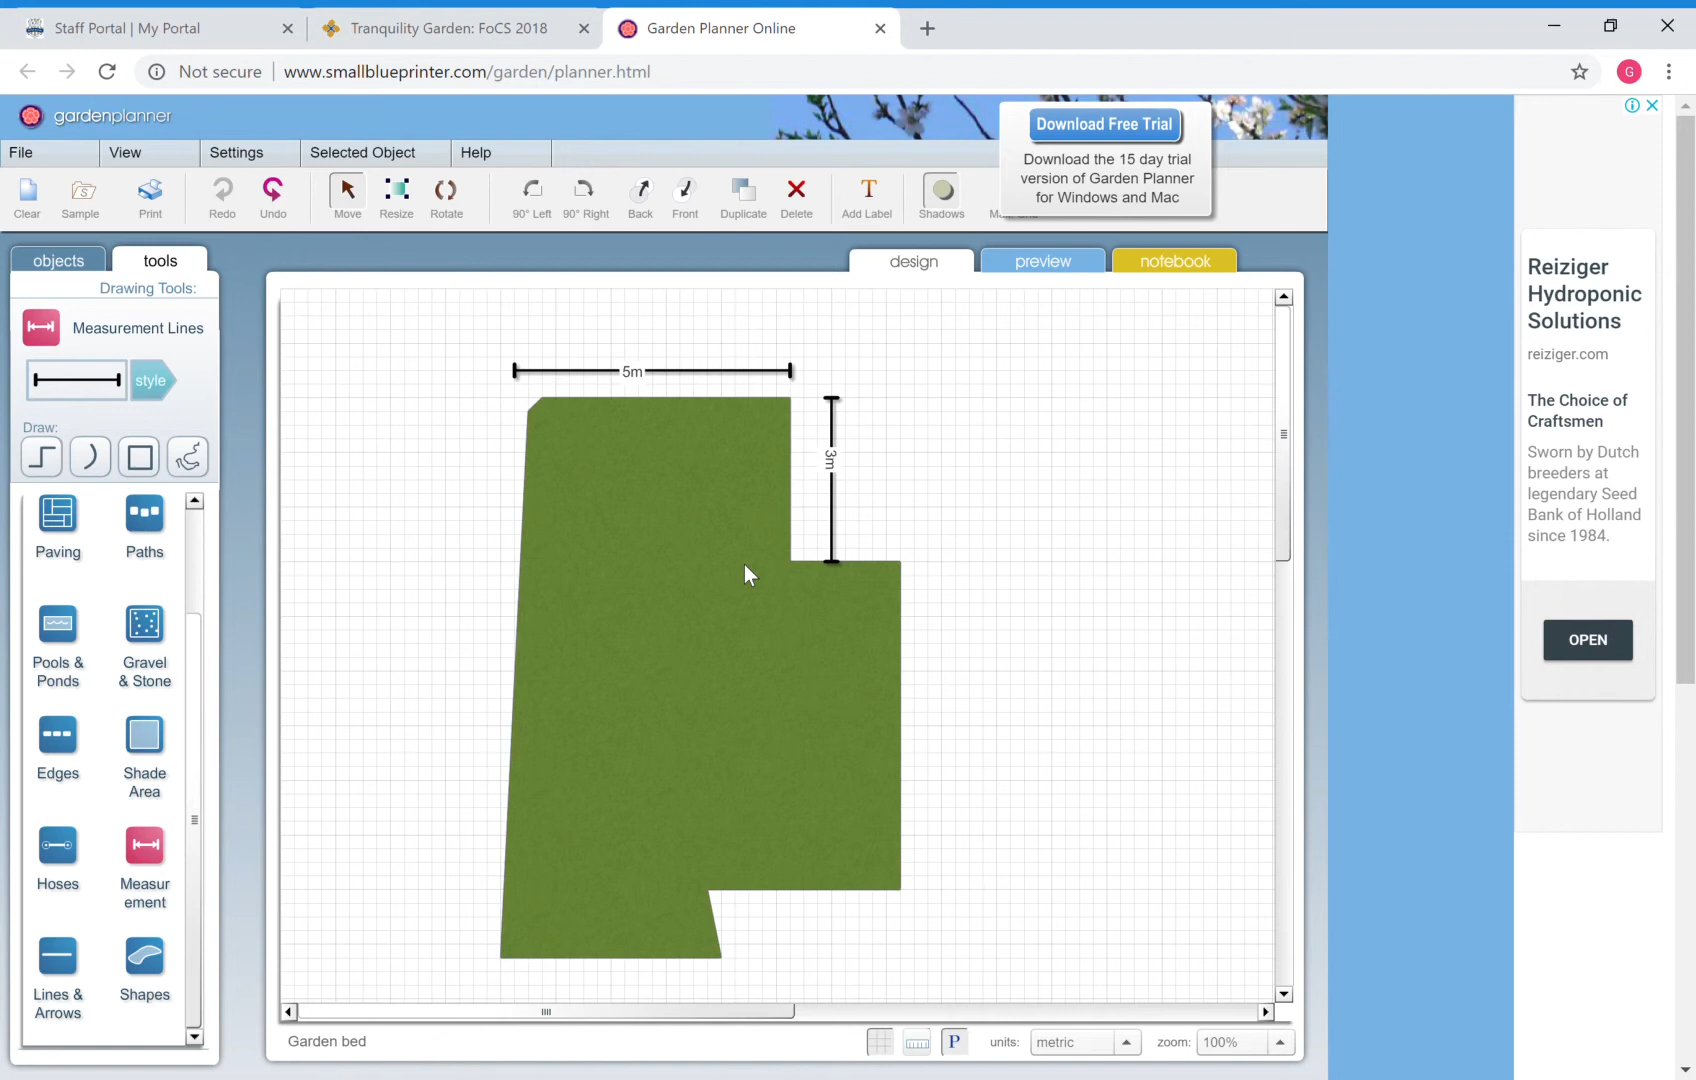 Staff Portal | My Portal
Tranquility Garden: FoCS 2018
Garden Planner Online
Not secure
www.smallblueprinter.com/garden/planner.html
G
gardenplanner
Download Free Trial
Download the 15 day trial
version of Garden Planner
for Windows and Mac
File
View
Settings
Selected Object
Help
Clear
Sample
Print
Redo
Undo
Move
Resize
Rotate
90° Left
90° Right
Back
Front
Duplicate
Delete
T
Add Label
Shadows
objects
tools
design
preview
notebook
Drawing Tools:
Measurement Lines
style
Draw:
Paving
Paths
Pools &
Ponds
Gravel
& Stone
Edges
Shade
Area
Hoses
Measur
ement
Lines &
Arrows
Shapes
5m
3m
Garden bed
P
units:
metric
zoom:
100%
Reiziger
Hydroponic
Solutions
reiziger.com
The Choice of
Craftsmen
Sworn by Dutch
breeders at
legendary Seed
Bank of Holland
since 1984.
OPEN